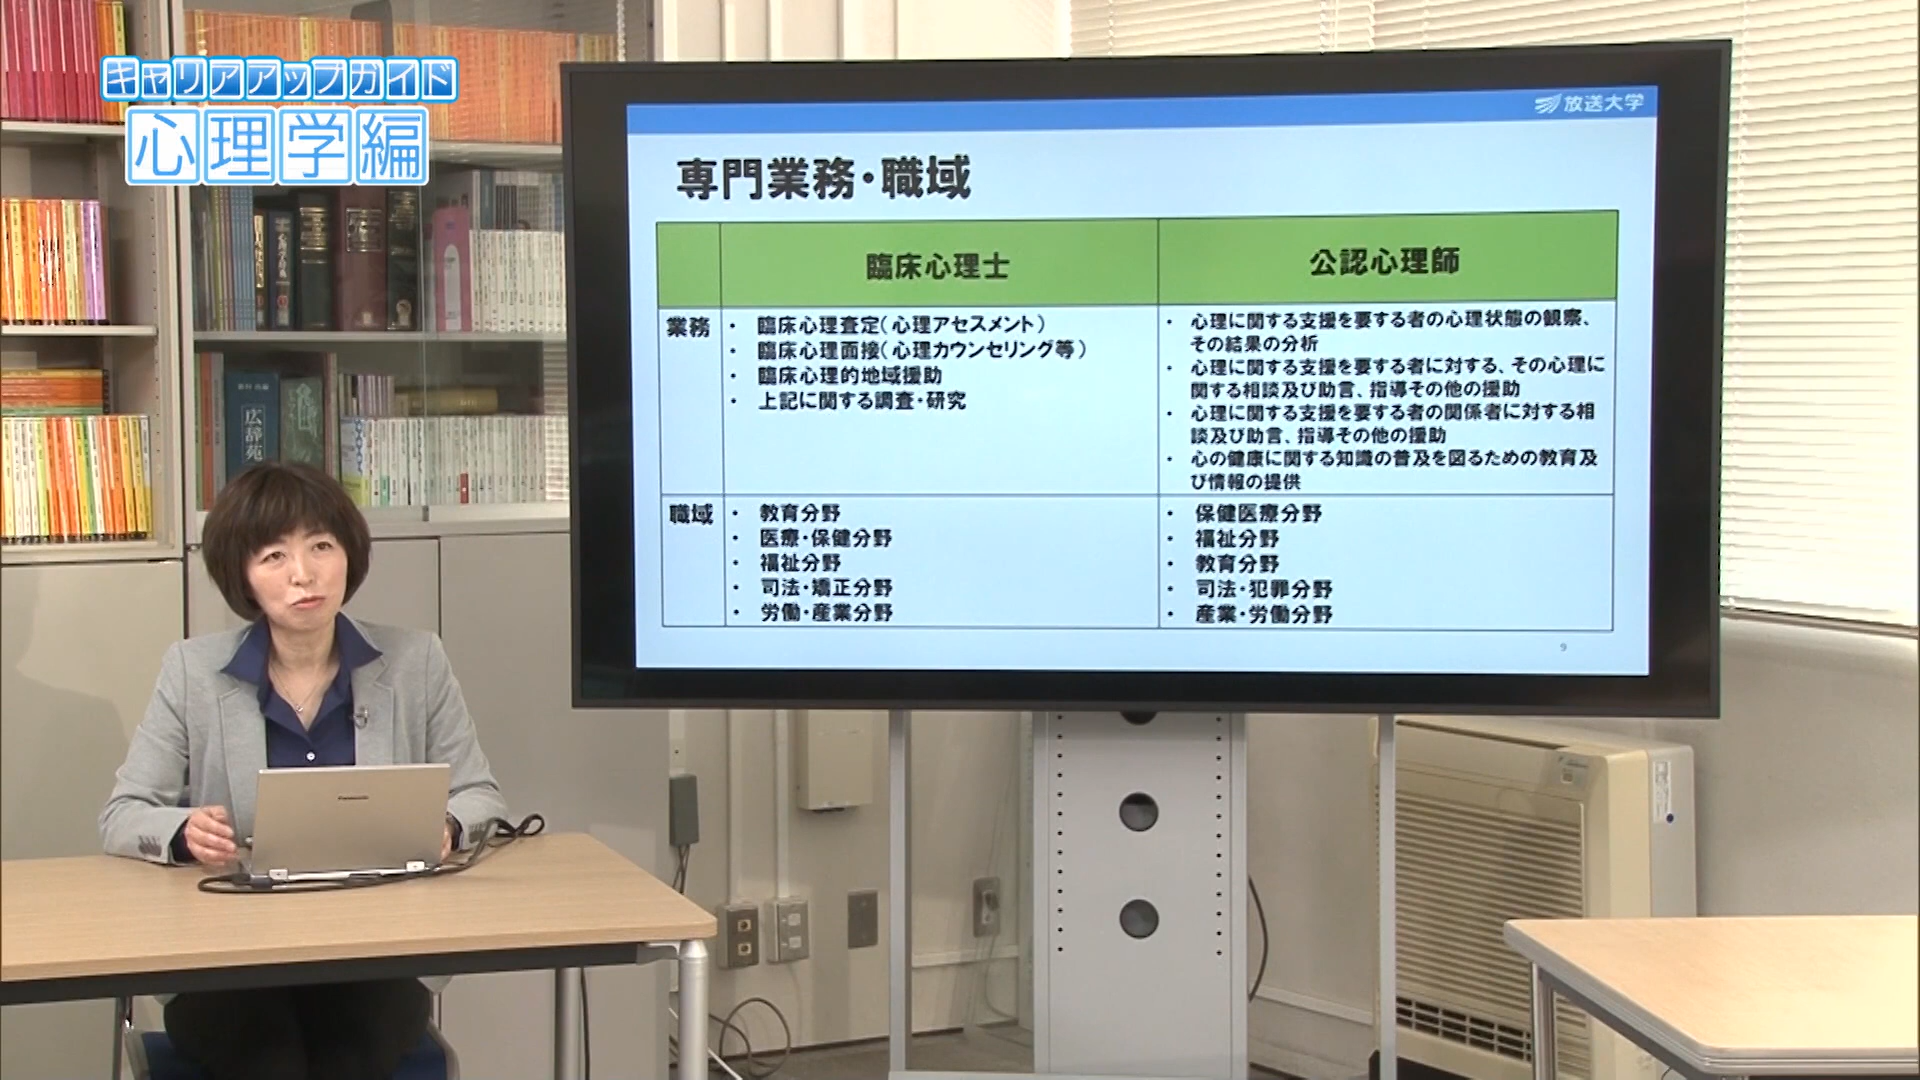 キャリアアップガイド
心理学編
放送大学
専門業務・職域
臨床心理士
公認心理師
業務
・ 臨床心理査定(心理アセスメント)
・ 臨床心理面接(心理カウンセリング等)
・ 臨床心理的地域援助
・ 上記に関する調査・研究
・ 心理に関する支援を要する者の心理状態の観察、
その結果の分析
・ 心理に関する支援を要する者に対する、その心理に
関する相談及び助言、指導その他の援助
・ 心理に関する支援を要する者の関係者に対する相
談及び助言、指導その他の援助
・ 心の健康に関する知識の普及を図るための教育及
び情報の提供
職域
・ 教育分野
・ 医療・保健分野
・ 福祉分野
・ 司法・矯正分野
・ 労働・産業分野
・ 保健医療分野
・ 福祉分野
・ 教育分野
・ 司法・犯罪分野
・ 産業・労働分野
9
広辞苑
Panasonic